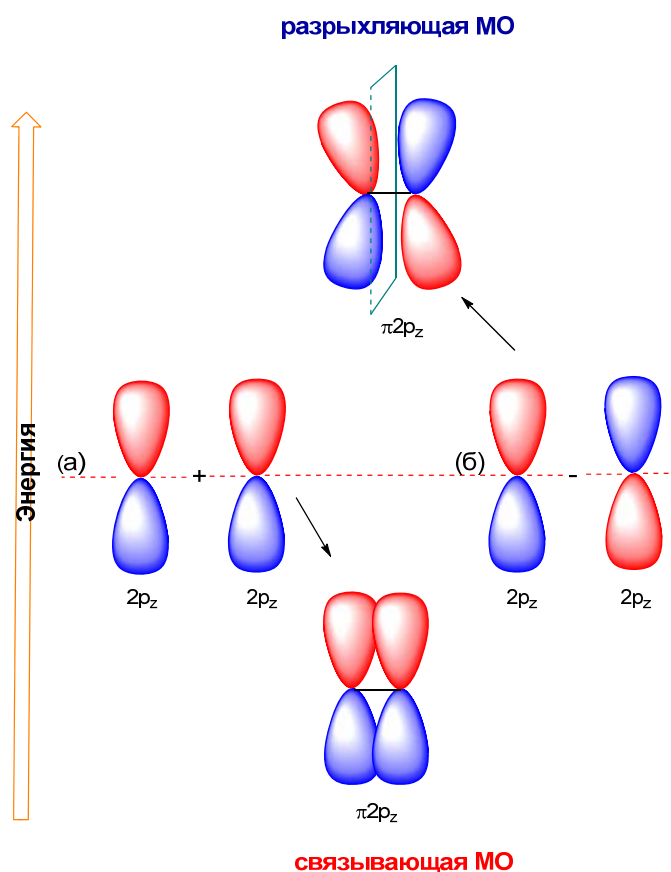 разрыхляющая МО
π2pz
Энергия
(а)
+
(б)
-
2pz
2pz
2pz
2pz
π2pz
связывающая МО